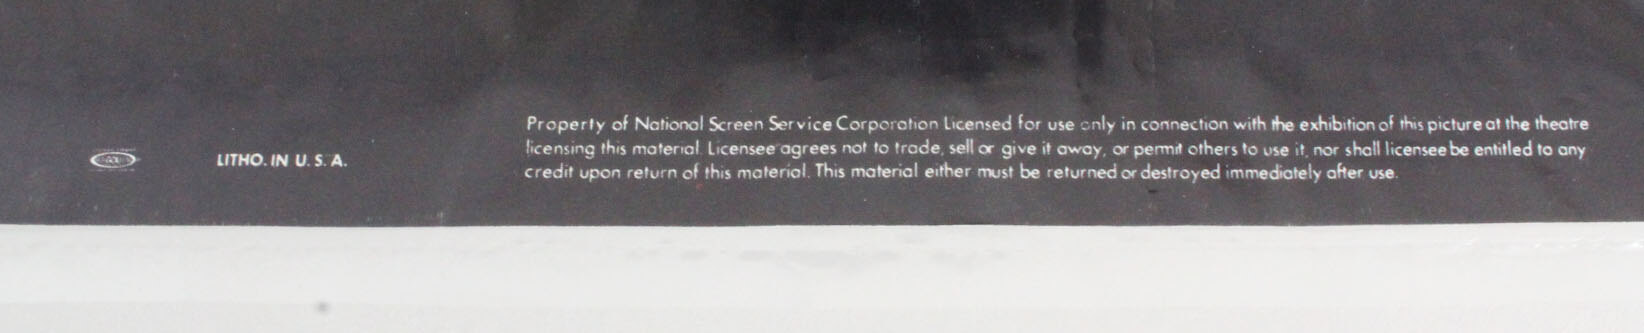 LITHO. IN U. S. A.
Property of National Screen Service Corporation Licensed for use only in connection with the exhibition of this picture at the theatre
licensing this material. Licensee agrees not to trade, sell or give it away, or permit others to use it, nor shall licensee be entitled to any
credit upon return of this material. This material either must be returned or destroyed immediately after use.